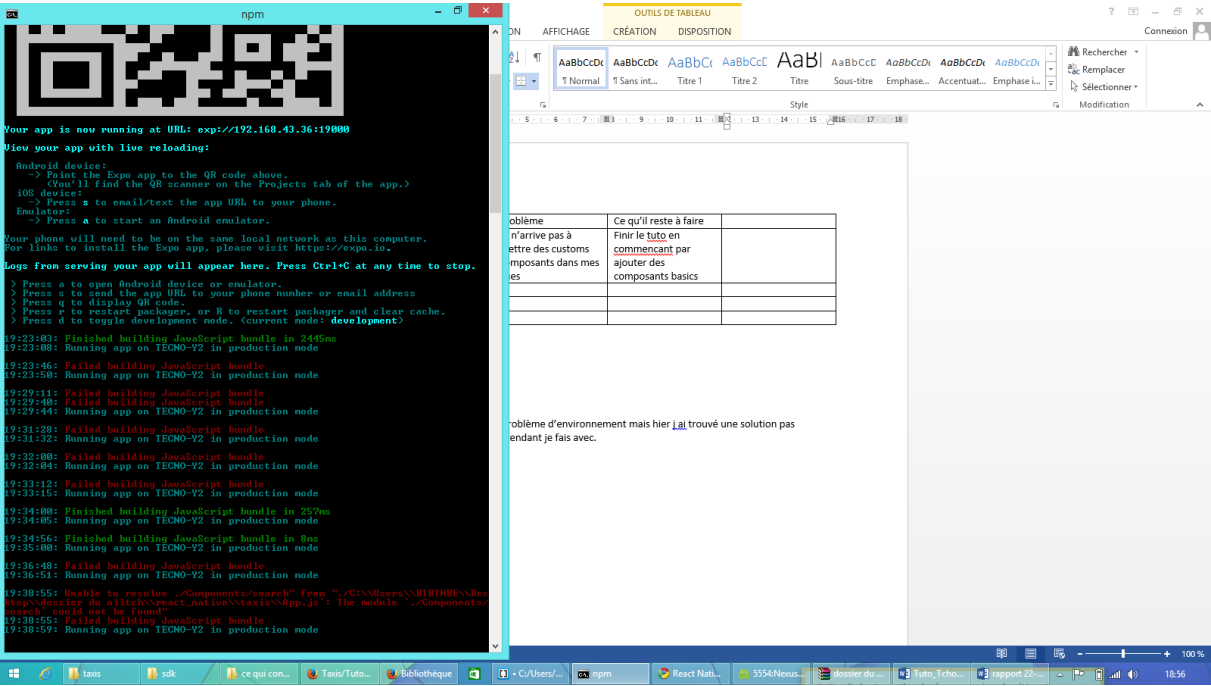 npm
Your app is now running at URL: exp://192.168.43.36:19000
View your app with live reloading:
Android device:
-> Point the Expo app to the QR code above.
(You'll find the QR scanner on the Projects tab of the app.)
iOS device:
-> Press s to email/text the app URL to your phone.
Emulator:
-> Press a to start an Android emulator.
Your phone will need to be on the same local network as this computer.
For links to install the Expo app, please visit https://expo.io.
Logs from serving your app will appear here. Press Ctrl+C at any time to stop.
> Press a to open Android device or emulator.
> Press s to send the app URL to your phone number or email address
> Press q to display QR code.
> Press r to restart packager, or R to restart packager and clear cache.
> Press d to toggle development mode. (current mode: development)
19:23:03: Finished building JavaScript bundle in 2445ms
19:23:08: Running app on TECNO-Y2 in production mode
19:23:46: Failed building JavaScript bundle
19:23:50: Running app on TECNO-Y2 in production mode
19:29:11: Failed building JavaScript bundle
19:29:40: Failed building JavaScript bundle
19:29:44: Running app on TECNO-Y2 in production mode
19:31:28: Failed building JavaScript bundle
19:31:32: Running app on TECNO-Y2 in production mode
19:32:00: Failed building JavaScript bundle
19:32:04: Running app on TECNO-Y2 in production mode
19:33:12: Failed building JavaScript bundle
19:33:15: Running app on TECNO-Y2 in production mode
19:34:00: Finished building JavaScript bundle in 257ms
19:34:05: Running app on TECNO-Y2 in production mode
19:34:56: Finished building JavaScript bundle in 8ms
19:35:00: Running app on TECNO-Y2 in production mode
19:36:48: Failed building JavaScript bundle
19:36:51: Running app on TECNO-Y2 in production mode
19:38:55: Unable to resolve ./Components/search" from "./C:\\Users\\BIBIMBE\\Des
ktop\\dossier du niitch\\react_native\\taxis\\App.js`: The module `./Components/
search` could not be found"
19:38:55: Failed building JavaScript bundle
19:38:59: Running app on TECNO-Y2 in production mode
OUTILS DE TABLEAU
ON AFFICHAGE CRÉATION DISPOSITION
Connexion
AaBbCcDc AaBbCcDc AaBbCc AaBbCcC AaBl AaBbCcC AaBbCcDc AaBbCcDc AaBbCcDc
¶ Normal ¶ Sans int... Titre 1 Titre 2 Titre Sous-titre Emphase... Accentuat... Emphase i...
Style
Rechercher
Remplacer
Sélectionner
Modification
5 6 7 8 9 10 11 13 14 15 16 17 18
oblème Ce qu'il reste à faire
n'arrive pas à Finir le tuto en
ettre des customs commencant par
mposants dans mes ajouter des
ues composants basics
roblème d'environnement mais hier j ai trouvé une solution pas
endant je fais avec.
100 %
taxis sdk ce qui con... Taxis/Tuto... Bibliothèque • C:/Users/... npm React Nati... 5554:Nexus... dossier du ... Tuto_Tcho... rapport 22-... 18:56